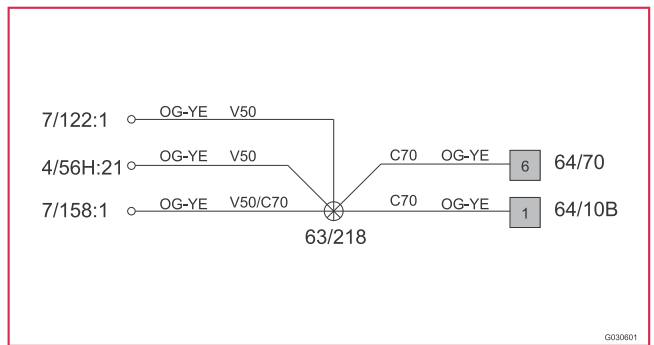 7/122:1 OG-YE V50
4/56H:21 OG-YE V50 C70 OG-YE 6 64/70
7/158:1 OG-YE V50/C70 C70 OG-YE 1 64/10B
63/218
G030601